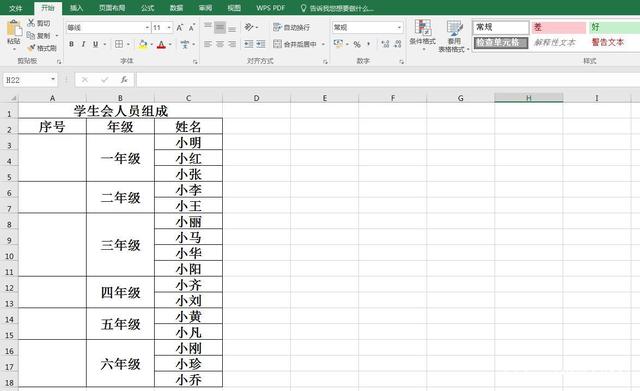 文件 开始 插入 页面布局 公式 数据 审阅 视图 WPS PDF 告诉我您想要做什么...
剪切 等线 11 自动换行 常规 常规 差 好
粘贴 复制 条件格式 套用
格式刷 合并后居中 表格格式 检查单元格 解释性文本 警告文本
剪贴板 字体 对齐方式 数字
H22
A B C D E F G H I
1 学生会人员组成
2 序号 年级 姓名
3 小明
4 一年级 小红
5 小张
6 二年级 小李
7 小王
8 小丽
9 三年级 小马
10 小华
11 小阳
12 四年级 小齐
13 小刘
14 五年级 小黄
15 小凡
16 小刚
17 六年级 小珍
18 小乔